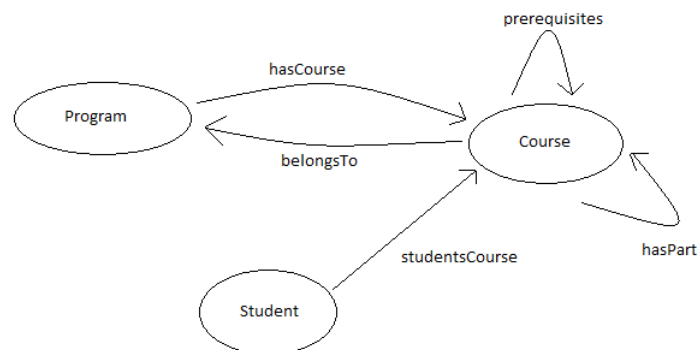 prerequisites
hasCourse
Program
Course
belongsTo
hasPart
studentsCourse
Student